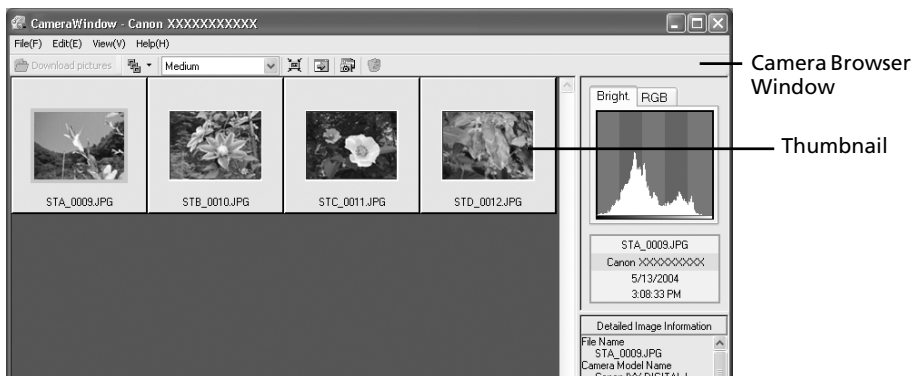 CameraWindow - Canon XXXXXXXXXXX
File(F) Edit(E) View(V) Help(H)
Download pictures Medium
Camera Browser
Window
Bright. RGB
Thumbnail
STA_0009.JPG STB_0010.JPG STC_0011.JPG STD_0012.JPG
STA_0009.JPG
Canon XXXXXXXXXX
5/13/2004
3:08:33 PM
Detailed Image Information
File Name
STA_0009.JPG
Camera Model Name